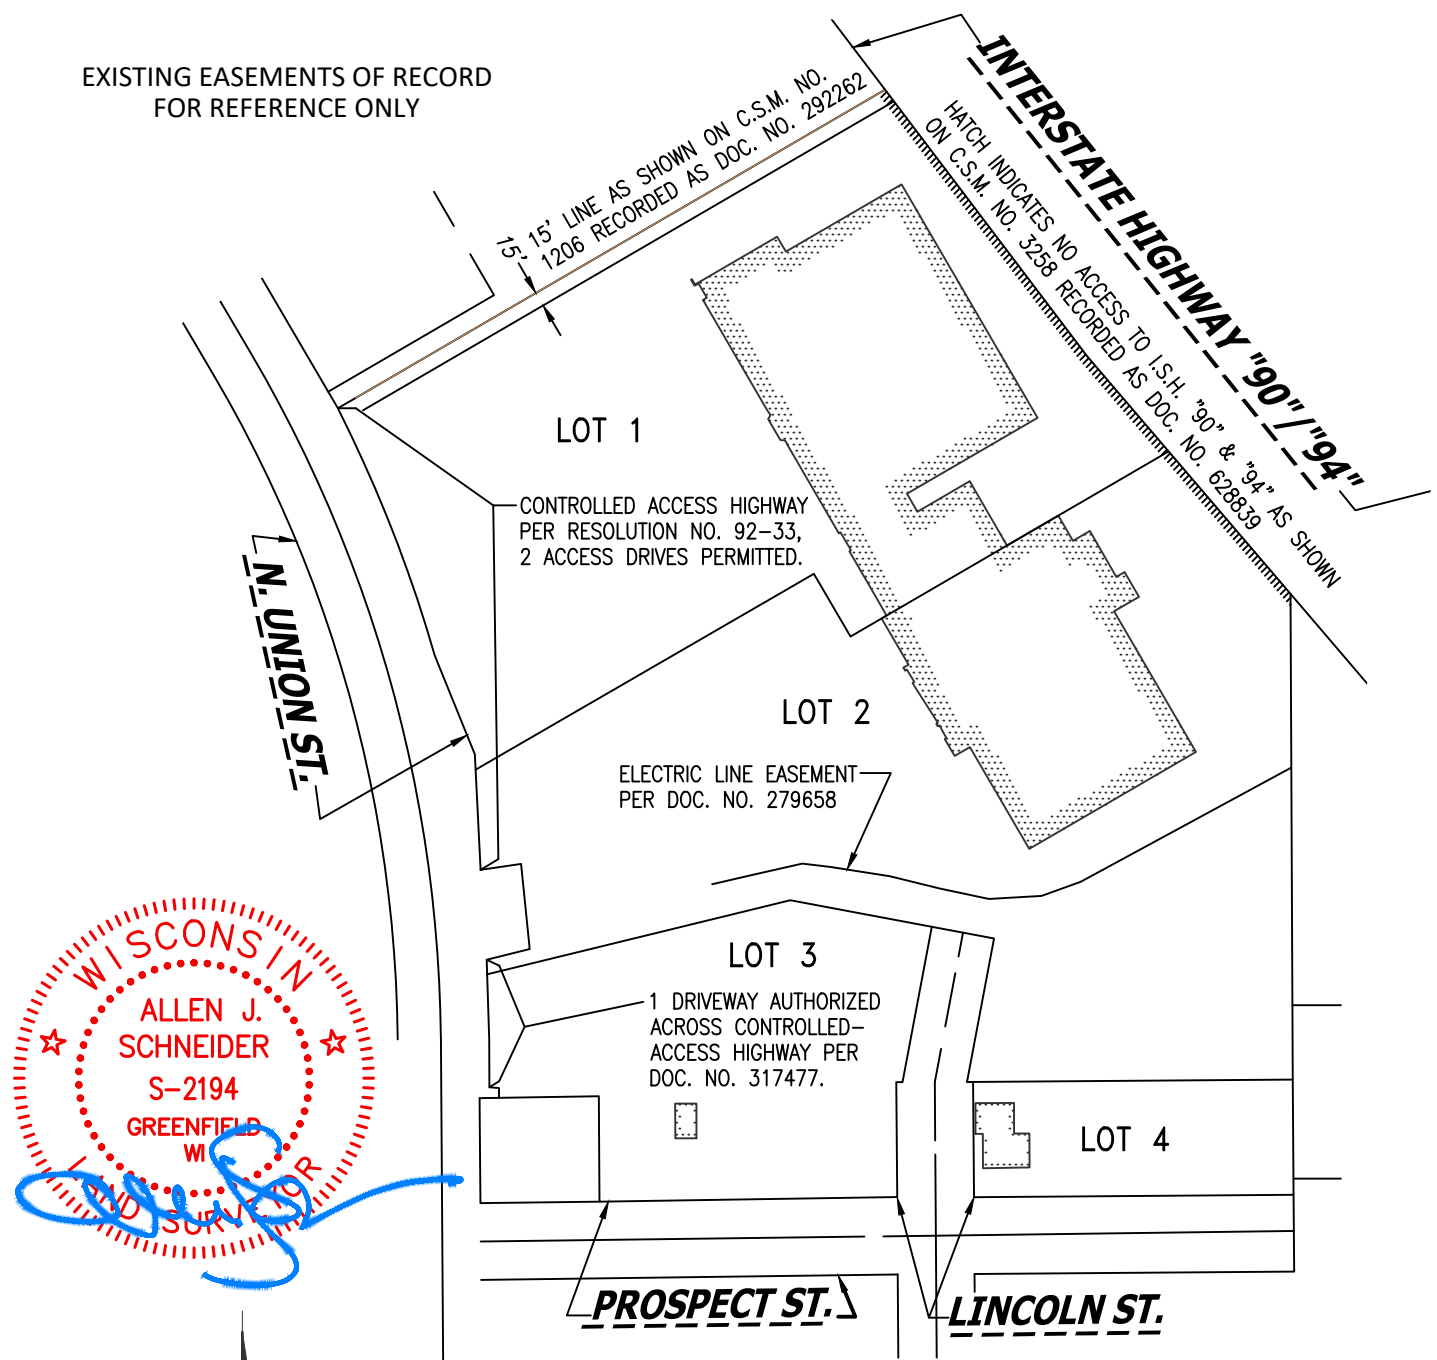 EXISTING EASEMENTS OF RECORD
FOR REFERENCE ONLY
15'
15' LINE AS SHOWN ON C.S.M. NO.
1206 RECORDED AS DOC. NO. 292262
INTERSTATE HIGHWAY "90"/"94"
HATCH INDICATES NO ACCESS TO I.S.H. "90" & "94" AS SHOWN
ON C.S.M. NO. 3258 RECORDED AS DOC. NO. 628839
LOT 1
CONTROLLED ACCESS HIGHWAY
PER RESOLUTION NO. 92-33,
2 ACCESS DRIVES PERMITTED.
N. UNION ST.
LOT 2
ELECTRIC LINE EASEMENT
PER DOC. NO. 279658
LOT 3
1 DRIVEWAY AUTHORIZED
ACROSS CONTROLLED-
ACCESS HIGHWAY PER
DOC. NO. 317477.
LOT 4
WISCONSIN
ALLEN J.
SCHNEIDER
S-2194
GREENFIELD
WI
LAND SURVEYOR
PROSPECT ST.
LINCOLN ST.